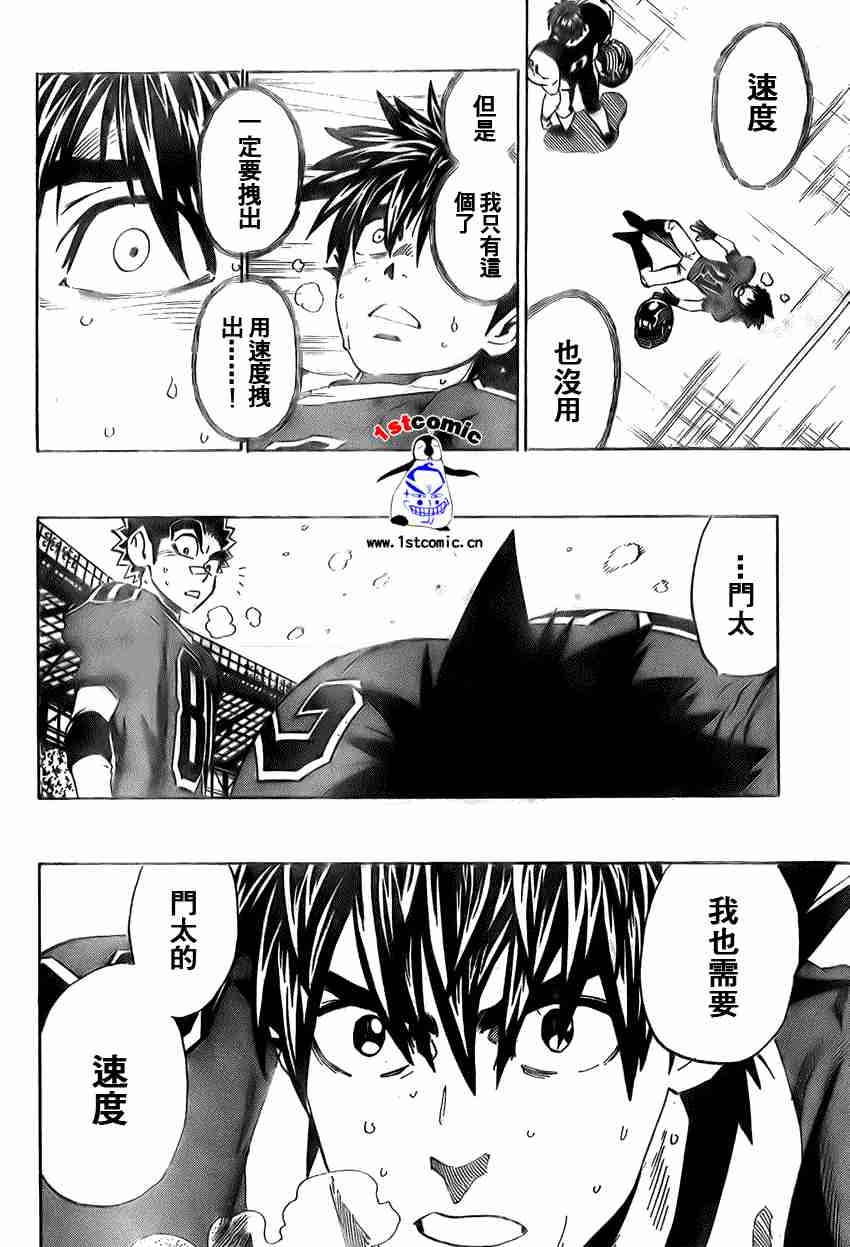 速度
也沒用
但是
我只有這
個了
一定要拽出
用速度拽
出……！
1stcomic
www.1stcomic.cn
…門太
8
我也需要
門太的
速度